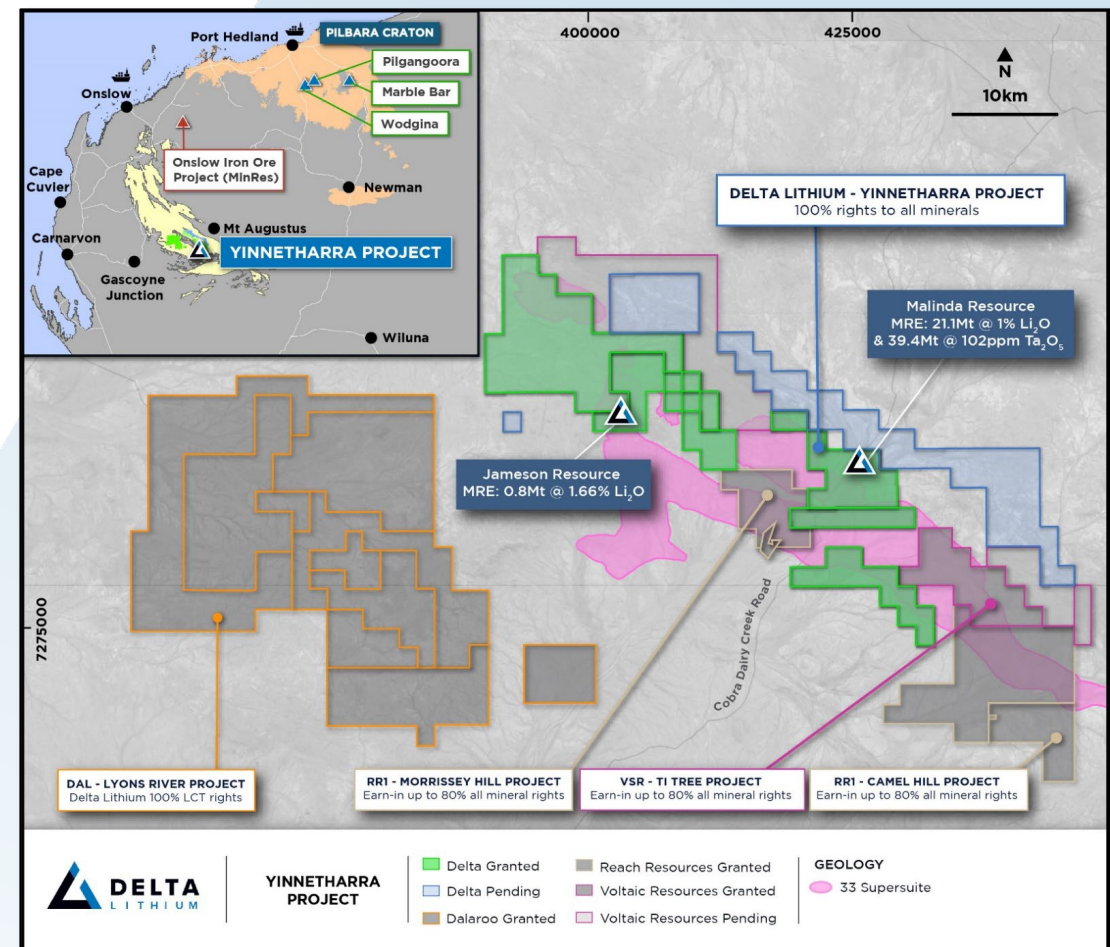 PILBARA CRATON
Port Hedland
Pilgangoora
Marble Bar
Wodgina
Onslow
Onslow Iron Ore
Project (MinRes)
Cape
Cuvier
Newman
Mt Augustus
Carnarvon
YINNETHARRA PROJECT
Gascoyne
Junction
Wiluna
400000
425000
N
10km
DELTA LITHIUM - YINNETHARRA PROJECT
100% rights to all minerals
Malinda Resource
MRE: 21.1Mt @ 1% Li₂O
& 39.4Mt @ 102ppm Ta₂O₅
Jameson Resource
MRE: 0.8Mt @ 1.66% Li₂O
7275000
Cobra Dairy Creek Road
DAL - LYONS RIVER PROJECT
Delta Lithium 100% LCT rights
RR1 - MORRISSEY HILL PROJECT
Earn-in up to 80% all mineral rights
VSR - TI TREE PROJECT
Earn-in up to 80% all mineral rights
RR1 - CAMEL HILL PROJECT
Earn-in up to 80% all mineral rights
DELTA
LITHIUM
YINNETHARRA
PROJECT
Delta Granted
Delta Pending
Dalaroo Granted
Reach Resources Granted
Voltaic Resources Granted
Voltaic Resources Pending
GEOLOGY
33 Supersuite